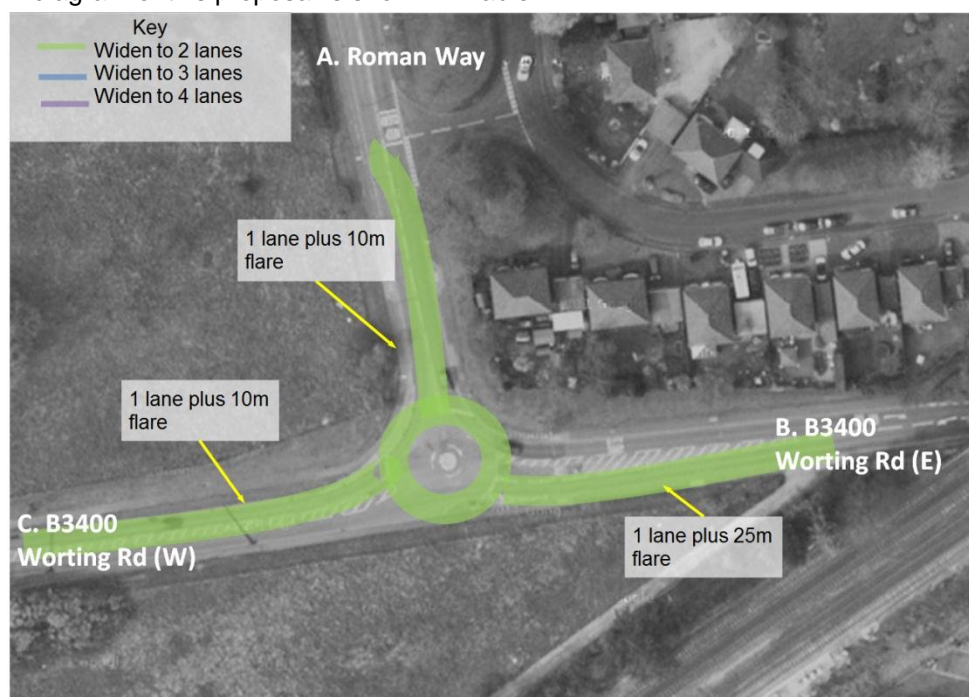 Key
Widen to 2 lanes
Widen to 3 lanes
Widen to 4 lanes
A. Roman Way
1 lane plus 10m
flare
1 lane plus 10m
flare
B. B3400
Worting Rd (E)
C. B3400
Worting Rd (W)
1 lane plus 25m
flare